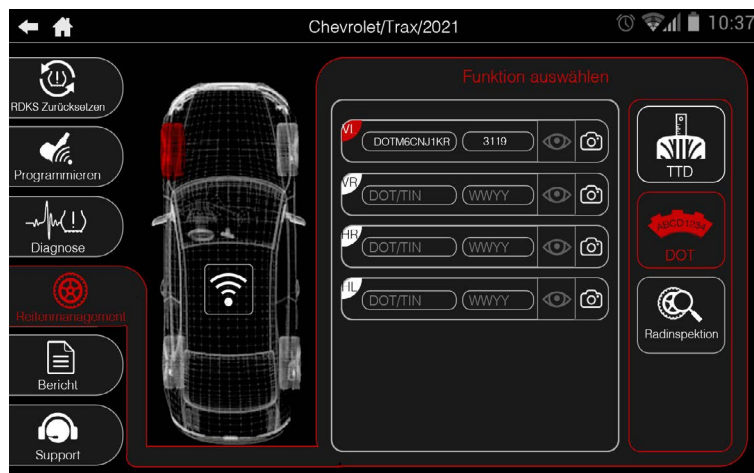 Chevrolet/Trax/2021
10:37
RDKS Zurücksetzen
Programmieren
Diagnose
Reifenmanagement
Bericht
Support
Funktion auswählen
VL DOTM6CNJ1KR 3119
VR DOT/TIN WWYY
HR DOT/TIN WWYY
HL DOT/TIN WWYY
TTD
ABCD1234
DOT
Radinspektion